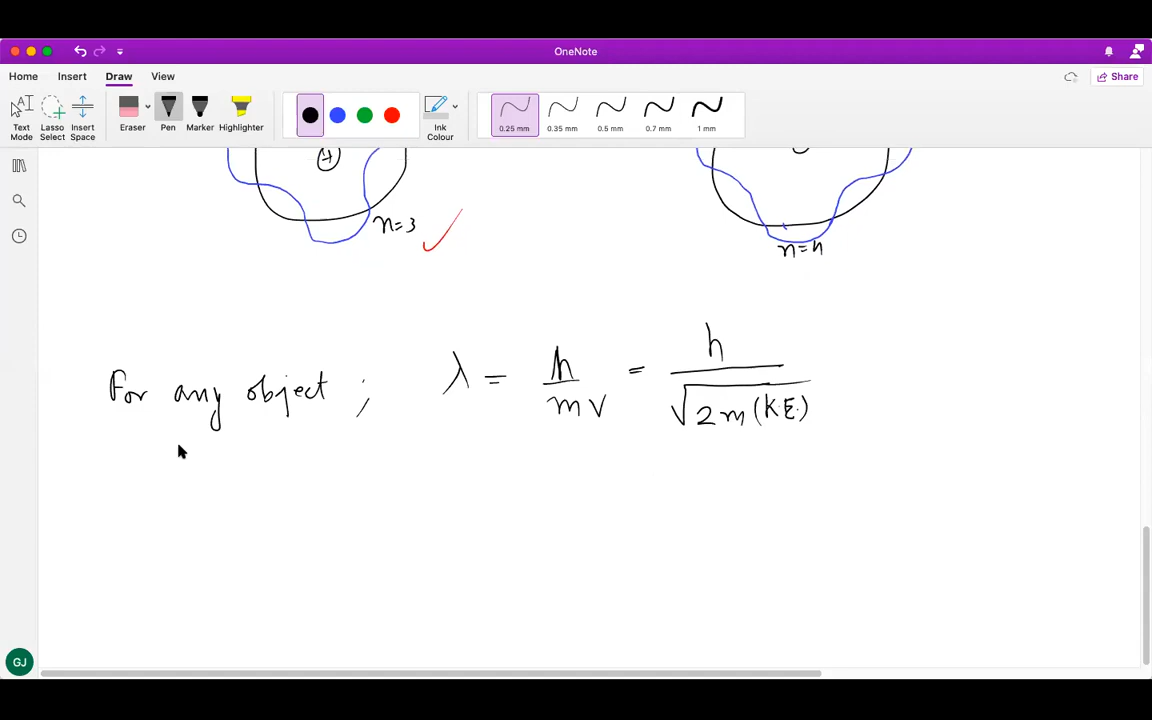 OneNote
Home Insert Draw View
Share
Text Mode
Lasso Select
Insert Space
Eraser
Pen
Marker
Highlighter
Ink Colour
0.25 mm
0.35 mm
0.5 mm
0.7 mm
1 mm
+
n=3
n=4
For any object ; λ = h/mv = h/√2m(K.E.)
GJ